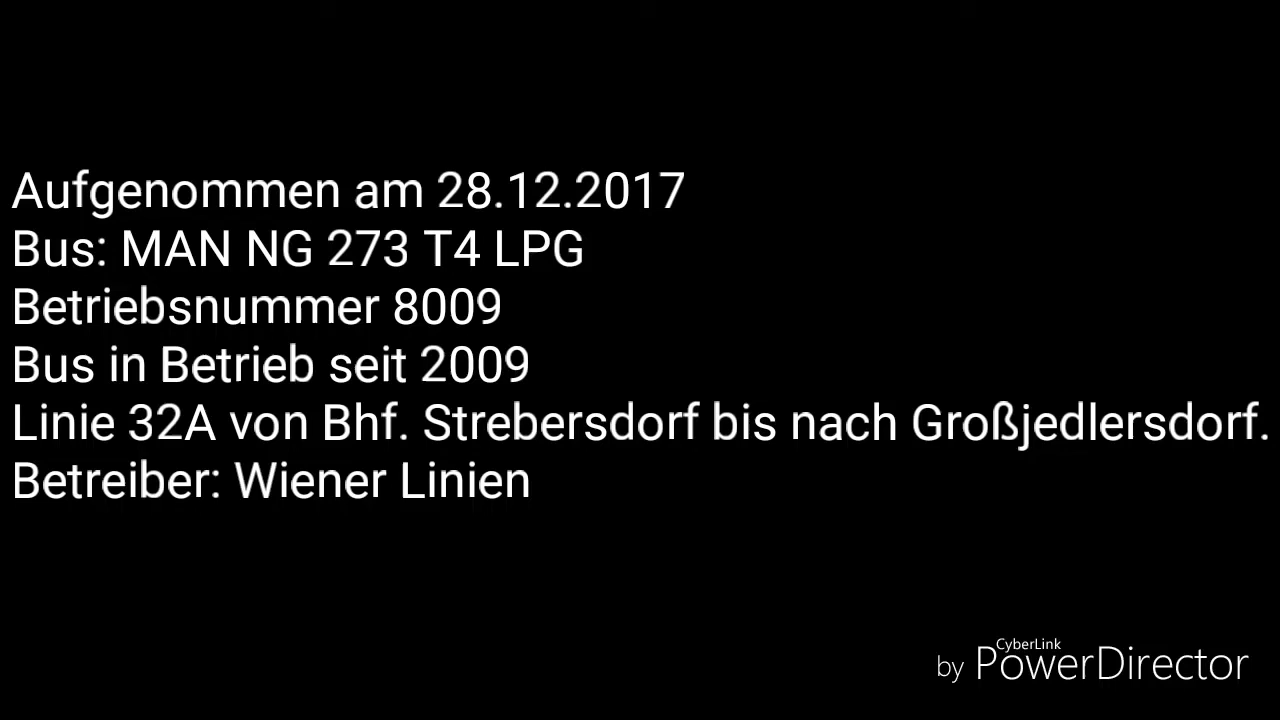 Aufgenommen am 28.12.2017
Bus: MAN NG 273 T4 LPG
Betriebsnummer 8009
Bus in Betrieb seit 2009
Linie 32A von Bhf. Strebersdorf bis nach Großjedlersdorf.
Betreiber: Wiener Linien
CyberLink
by PowerDirector